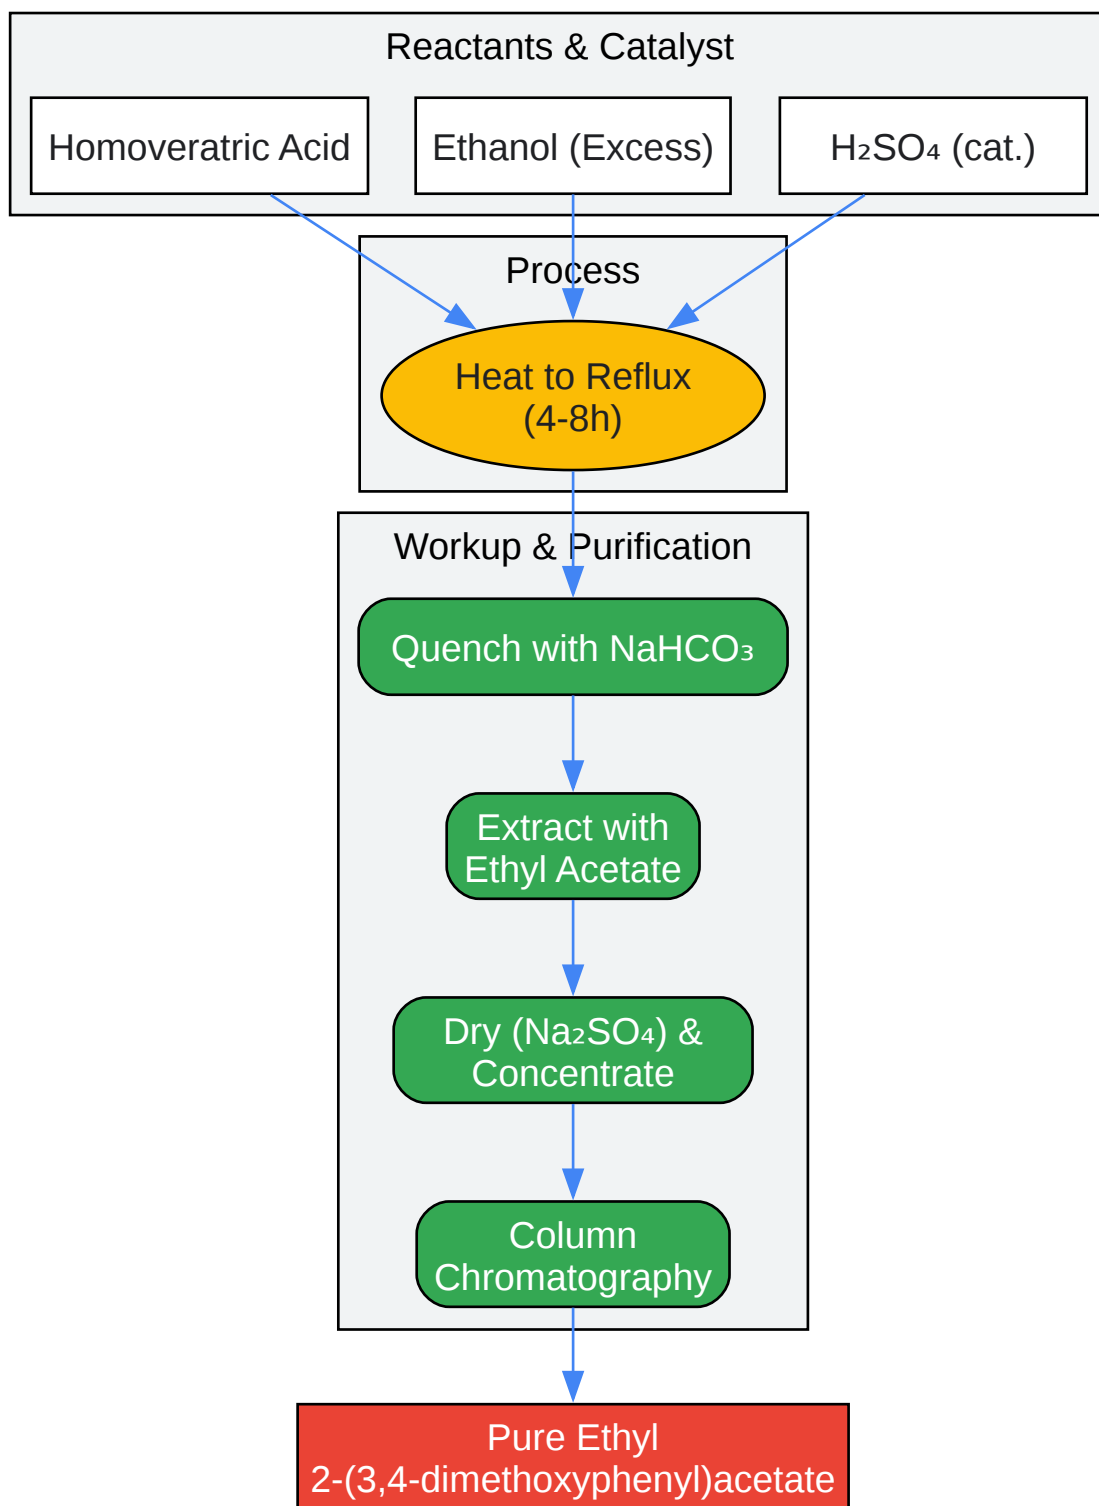 Reactants & Catalyst
Homoveratric Acid
Ethanol (Excess)
H₂SO₄ (cat.)
Process
Heat to Reflux
(4-8h)
Workup & Purification
Quench with NaHCO₃
Extract with
Ethyl Acetate
Dry (Na₂SO₄) &
Concentrate
Column
Chromatography
Pure Ethyl
2-(3,4-dimethoxyphenyl)acetate